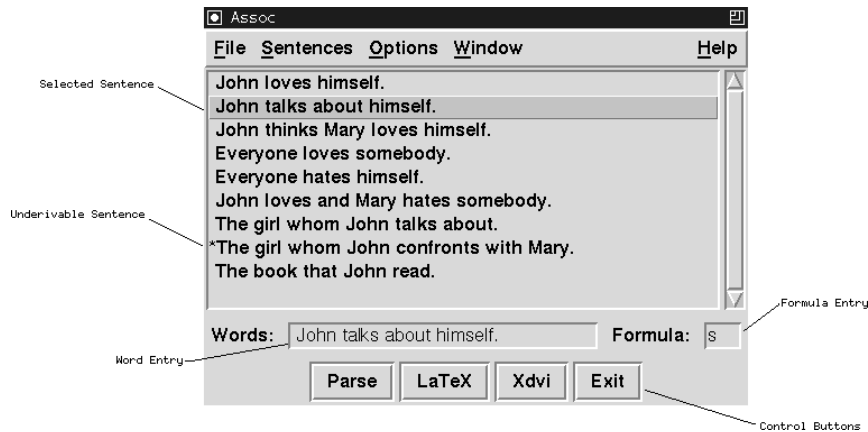 Assoc
File Sentences Options Window Help
Selected Sentence
John loves himself.
John talks about himself.
John thinks Mary loves himself.
Everyone loves somebody.
Everyone hates himself.
John loves and Mary hates somebody.
Underivable Sentence
The girl whom John talks about.
*The girl whom John confronts with Mary.
The book that John read.
Formula Entry
Words: John talks about himself. Formula: s
Word Entry
Parse LaTeX Xdvi Exit
Control Buttons